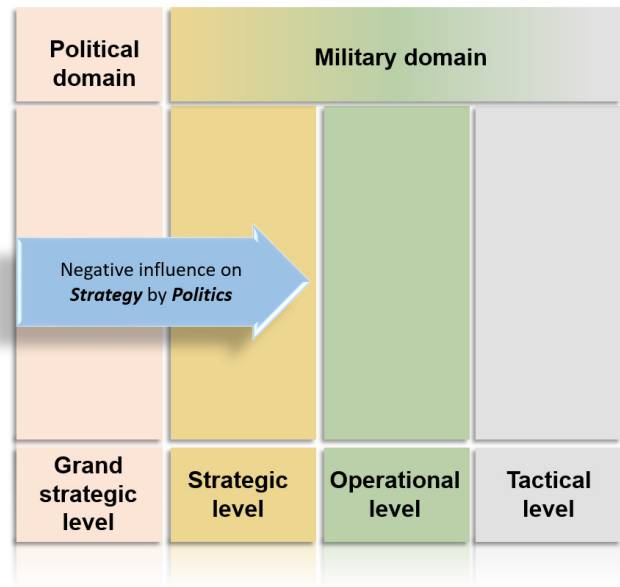 Political
domain
Military domain
Negative influence on
Strategy by Politics
Grand
strategic
level
Strategic
level
Operational
level
Tactical
level